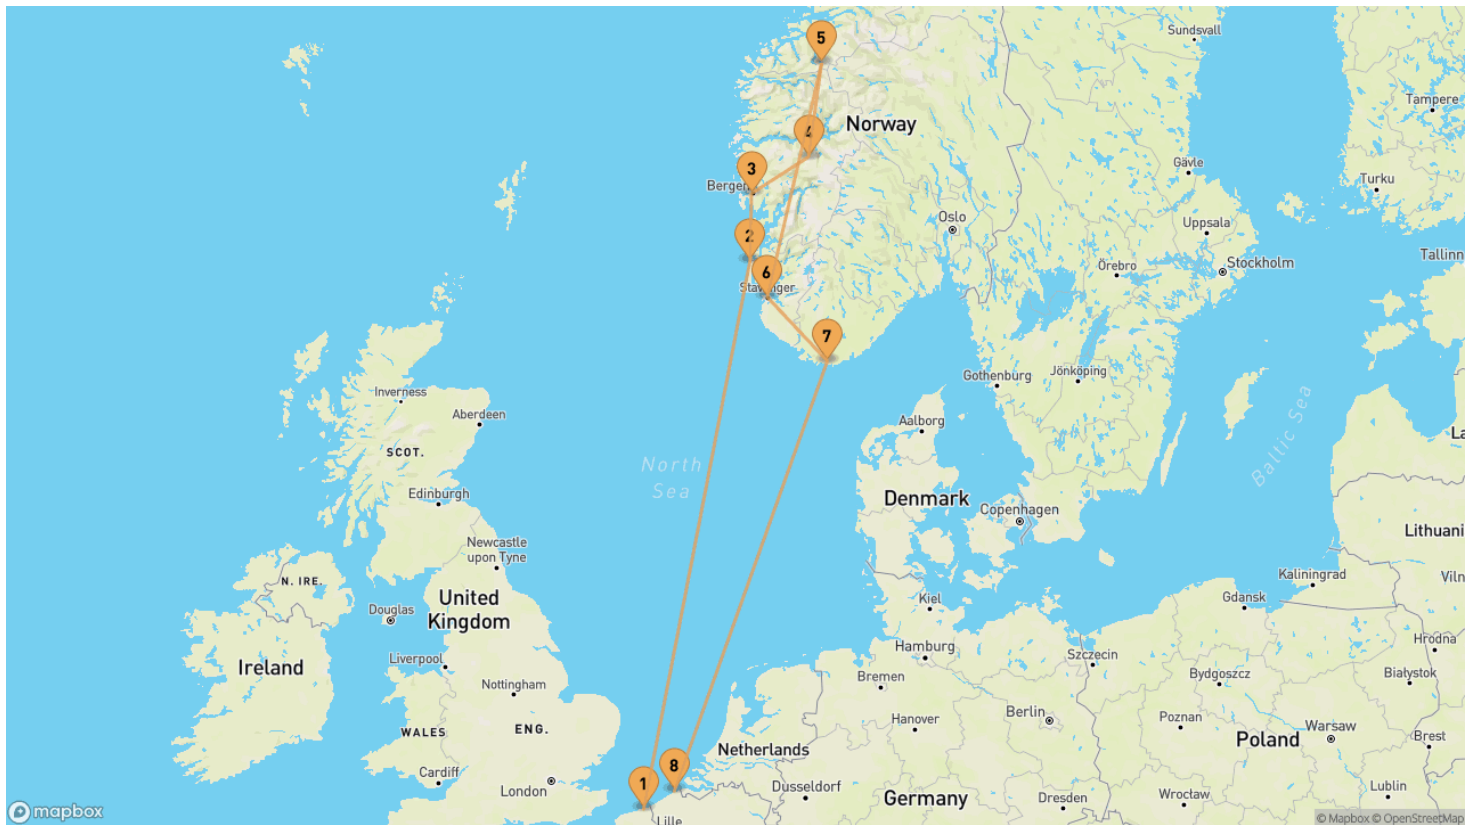 Sundsvall
5
Tampere
Norway
4
Gävle
3
Bergen
Turku
Uppsala
Oslo
2
Tallinn
Stockholm
Örebro
6
Stavanger
7
Gothenburg
Jönköping
Inverness
Aberdeen
Aalborg
Baltic Sea
SCOT.
North
Sea
Edinburgh
Denmark
Copenhagen
Lithuani
Newcastle
upon Tyne
N. IRE.
Kaliningrad
Viln
United
Kingdom
Kiel
Gdansk
Douglas
Hrodna
Hamburg
Szczecin
Liverpool
Ireland
Bremen
Bydgoszcz
Białystok
Nottingham
Berlin
Hanover
Poznan
Warsaw
WALES
ENG.
Netherlands
Poland
Brest
8
Cardiff
1
London
Dusseldorf
Germany
Dresden
Wrocław
Lublin
Lille
mapbox
© Mapbox © OpenStreetMap